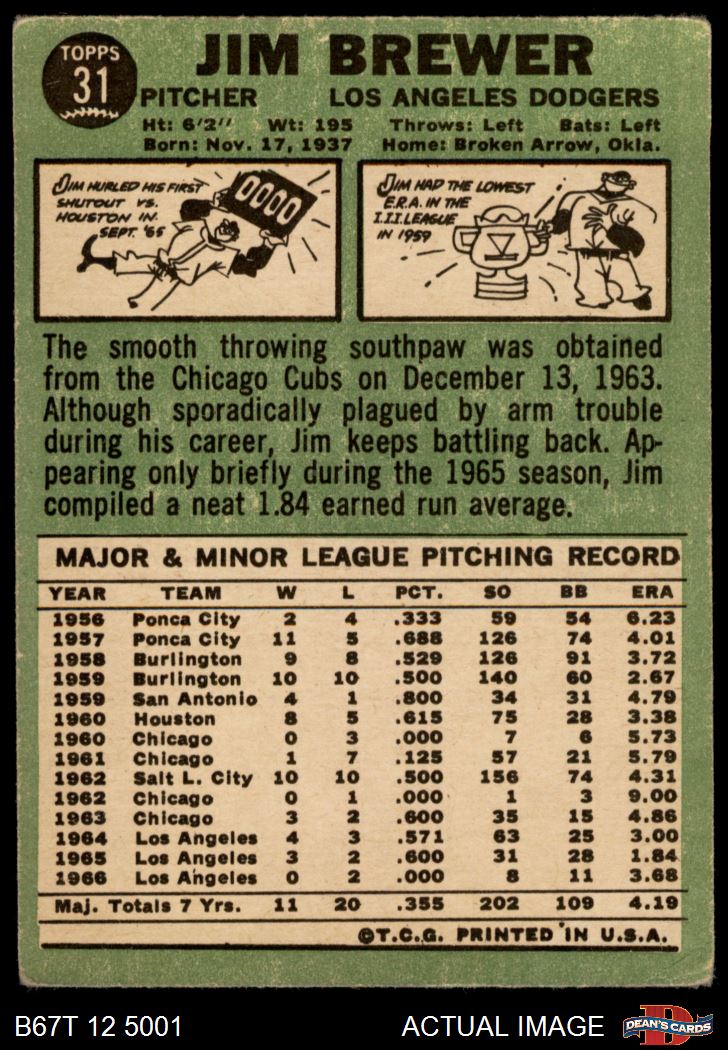 TOPPS
31
JIM BREWER
PITCHER LOS ANGELES DODGERS
Ht: 6'2'' Wt: 195 Throws: Left Bats: Left
Born: Nov. 17, 1937 Home: Broken Arrow, Okla.
JIM HURLED HIS FIRST
SHUTOUT VS.
HOUSTON IN
SEPT. '65
0000
JIM HAD THE LOWEST
E.R.A. IN THE
I.I.I. LEAGUE
IN 1959
The smooth throwing southpaw was obtained
from the Chicago Cubs on December 13, 1963.
Although sporadically plagued by arm trouble
during his career, Jim keeps battling back. Ap-
pearing only briefly during the 1965 season, Jim
compiled a neat 1.84 earned run average.
MAJOR & MINOR LEAGUE PITCHING RECORD
YEAR TEAM W L PCT. SO BB ERA
1956 Ponca City 2 4 .333 59 54 6.23
1957 Ponca City 11 5 .688 126 74 4.01
1958 Burlington 9 8 .529 126 91 3.72
1959 Burlington 10 10 .500 140 60 2.67
1959 San Antonio 4 1 .800 34 31 4.79
1960 Houston 8 5 .615 75 28 3.38
1960 Chicago 0 3 .000 7 6 5.73
1961 Chicago 1 7 .125 57 21 5.79
1962 Salt L. City 10 10 .500 156 74 4.31
1962 Chicago 0 1 .000 1 3 9.00
1963 Chicago 3 2 .600 35 15 4.86
1964 Los Angeles 4 3 .571 63 25 3.00
1965 Los Angeles 3 2 .600 31 28 1.84
1966 Los Angeles 0 2 .000 8 11 3.68
Maj. Totals 7 Yrs. 11 20 .355 202 109 4.19
©T.C.G. PRINTED IN U.S.A.
B67T 12 5001 ACTUAL IMAGE
D
DEAN'S CARDS